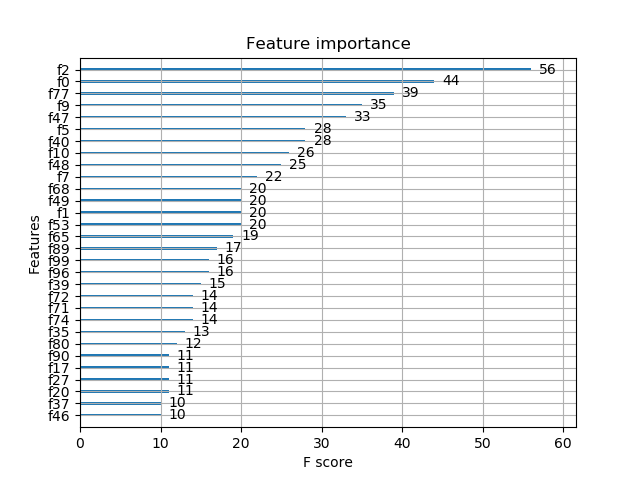 Feature importance
f2 56
f0 44
f77 39
f9 35
f47 33
f5 28
f40 28
f10 26
f48 25
f7 22
f68 20
f49 20
f1 20
f53 20
f65 19
f89 17
f99 16
f96 16
f39 15
f72 14
f71 14
f74 14
f35 13
f80 12
f90 11
f17 11
f27 11
f20 11
f37 10
f46 10
Features
0 10 20 30 40 50 60
F score